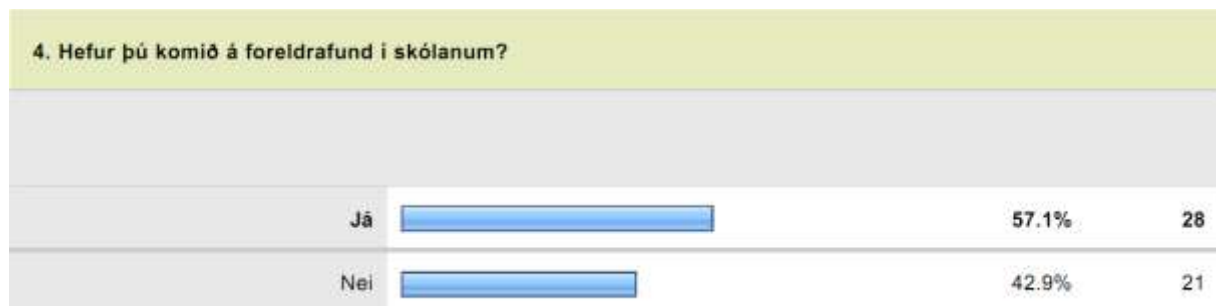 4. Hefur þú komið á foreldrafund í skólanum?
Já 57.1% 28
Nei 42.9% 21